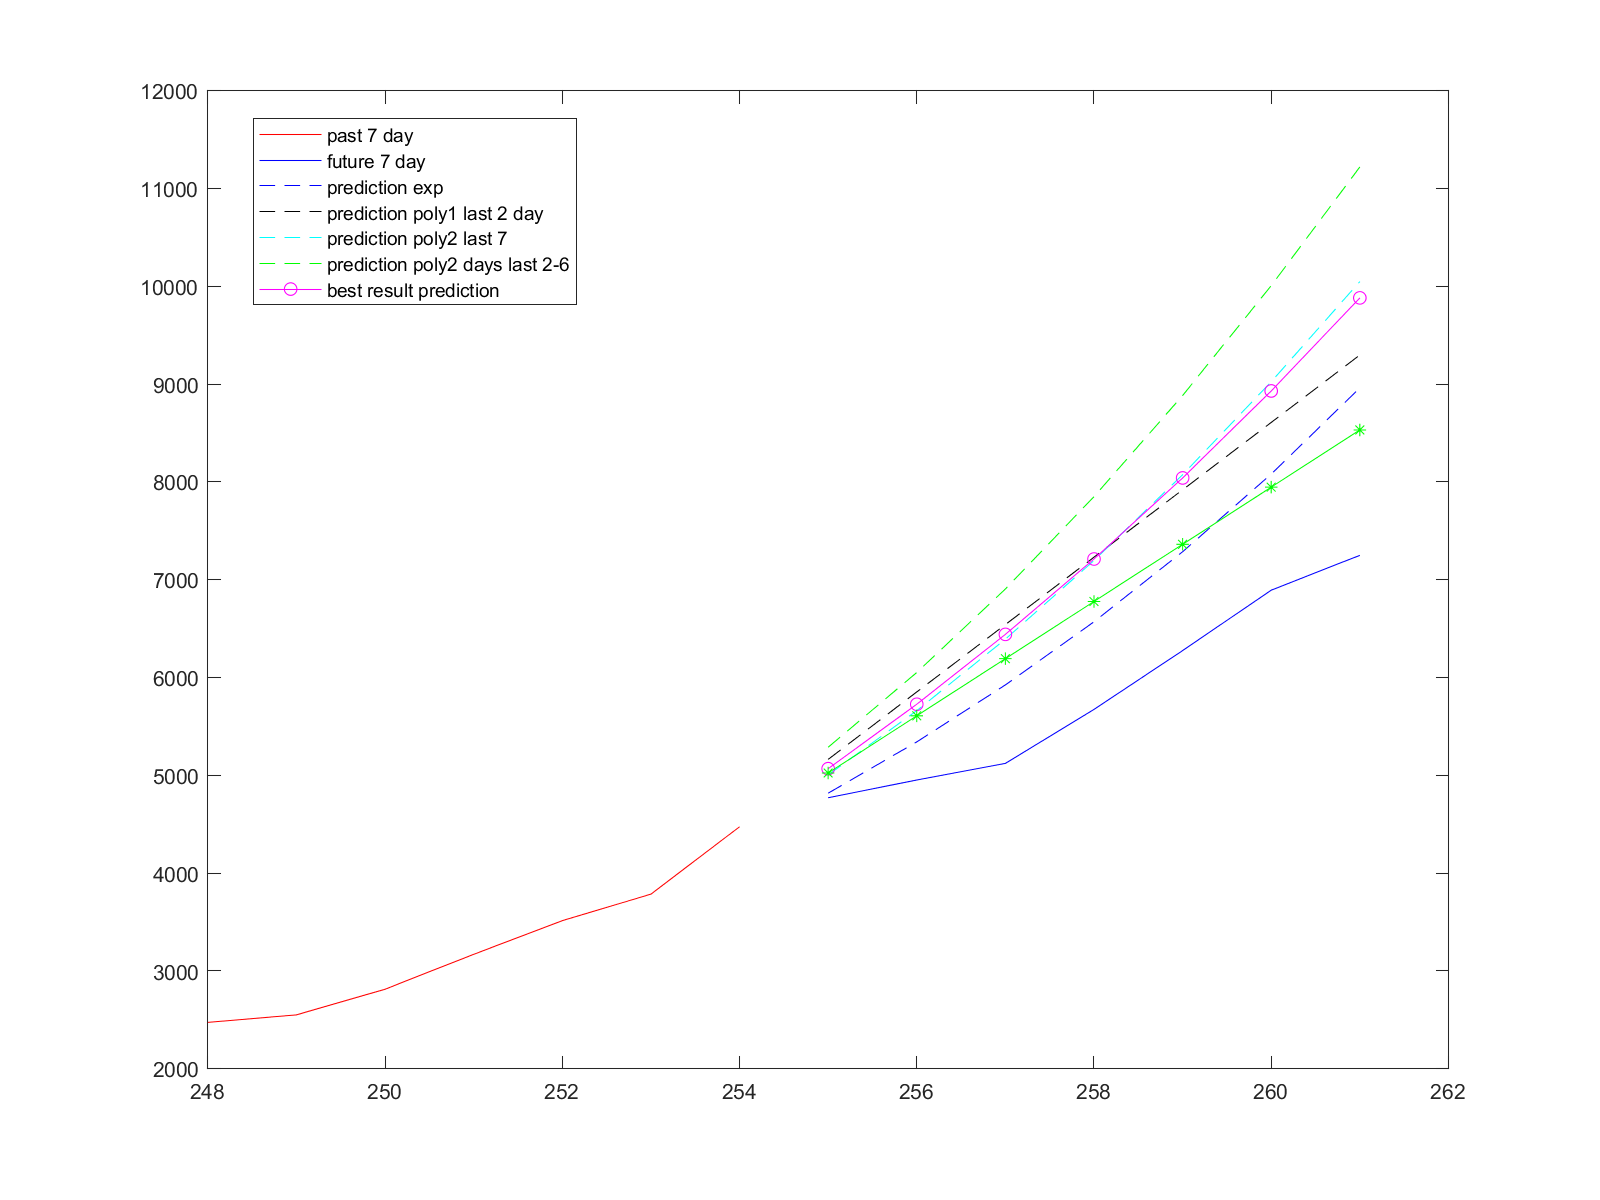 12000
11000
10000
9000
8000
7000
6000
5000
4000
3000
2000
past 7 day
future 7 day
prediction exp
prediction poly1 last 2 day
prediction poly2 last 7
prediction poly2 days last 2-6
best result prediction
248 250 252 254 256 258 260 262